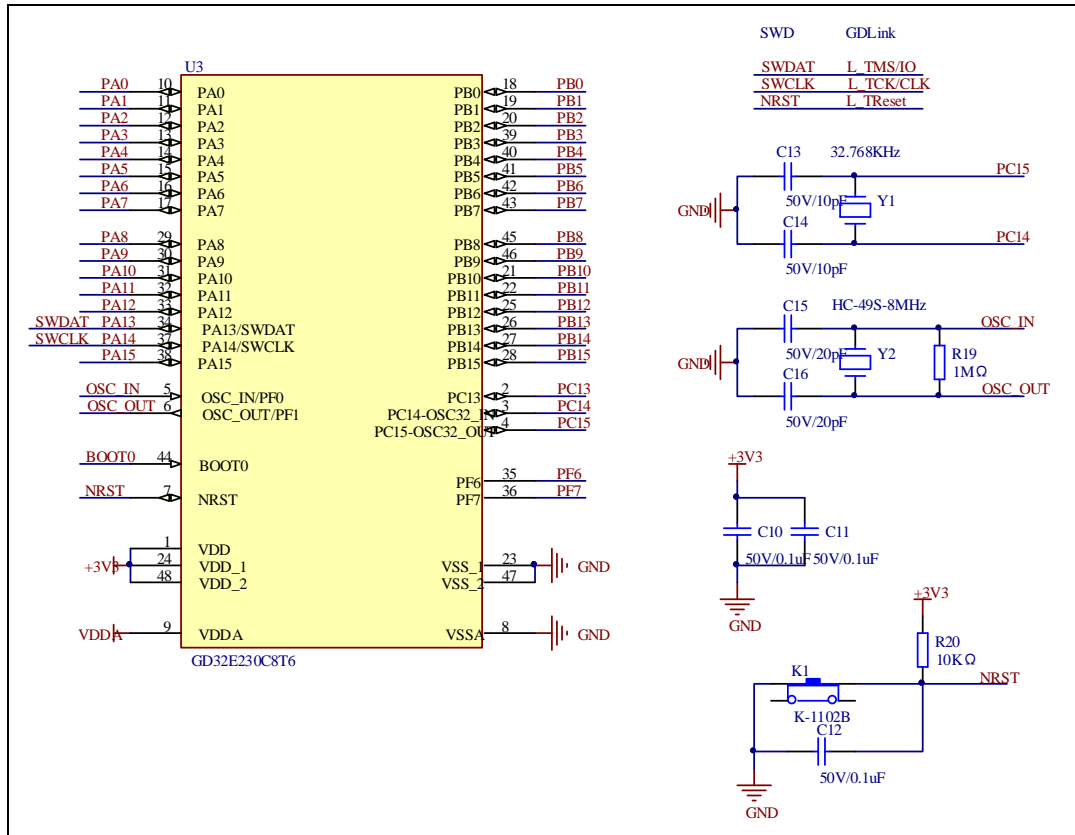 SWD GDLink
SWDAT L_TMS/IO
SWCLK L_TCK/CLK
NRST L_TReset
U3
PA0 10 PA0 PB0 18 PB0
PA1 11 PA1 PB1 19 PB1
PA2 12 PA2 PB2 20 PB2
PA3 13 PA3 PB3 39 PB3
PA4 14 PA4 PB4 40 PB4
PA5 15 PA5 PB5 41 PB5
PA6 16 PA6 PB6 42 PB6
PA7 17 PA7 PB7 43 PB7
PA8 29 PA8 PB8 45 PB8
PA9 30 PA9 PB9 46 PB9
PA10 31 PA10 PB10 21 PB10
PA11 32 PA11 PB11 22 PB11
PA12 33 PA12 PB12 25 PB12
SWDAT PA13 34 PA13/SWDAT PB13 26 PB13
SWCLK PA14 37 PA14/SWCLK PB14 27 PB14
PA15 38 PA15 PB15 28 PB15
OSC_IN 5 OSC_IN/PF0 PC13 2 PC13
OSC_OUT 6 OSC_OUT/PF1 PC14-OSC32_IN 3 PC14
PC15-OSC32_OUT 4 PC15
BOOT0 44 BOOT0
PF6 35 PF6
NRST 7 NRST PF7 36 PF7
1 VDD
+3V3 24 VDD_1 VSS_1 23 GND
48 VDD_2 VSS_2 47
VDDA 9 VDDA VSSA 8 GND
GD32E230C8T6
C13 32.768KHz
PC15
50V/10pF Y1
GND
C14
PC14
50V/10pF
C15 HC-49S-8MHz
OSC_IN
50V/20pF Y2 R19
GND 1MΩ
C16
OSC_OUT
50V/20pF
+3V3
C10 C11
50V/0.1uF 50V/0.1uF
GND
+3V3
R20
10KΩ
K1 NRST
K-1102B
C12
50V/0.1uF
GND